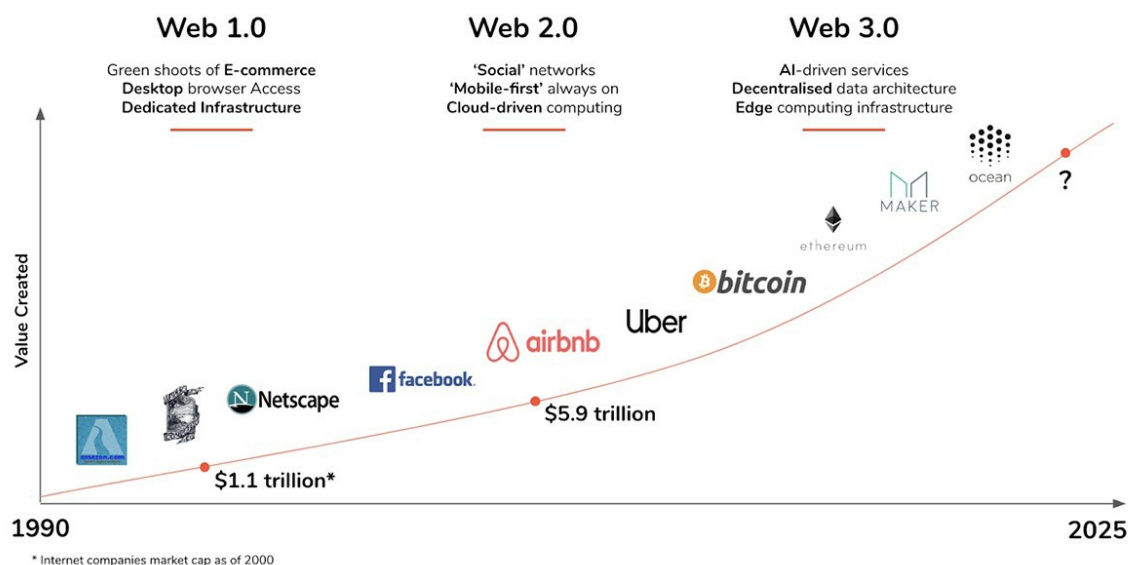 Web 1.0
Green shoots of E-commerce
Desktop browser Access
Dedicated Infrastructure
Web 2.0
'Social' networks
'Mobile-first' always on
Cloud-driven computing
Web 3.0
AI-driven services
Decentralised data architecture
Edge computing infrastructure
Value Created
amazon.com
Netscape
facebook.
airbnb
Uber
bitcoin
ethereum
MAKER
ocean
$1.1 trillion*
$5.9 trillion
?
1990
2025
* Internet companies market cap as of 2000